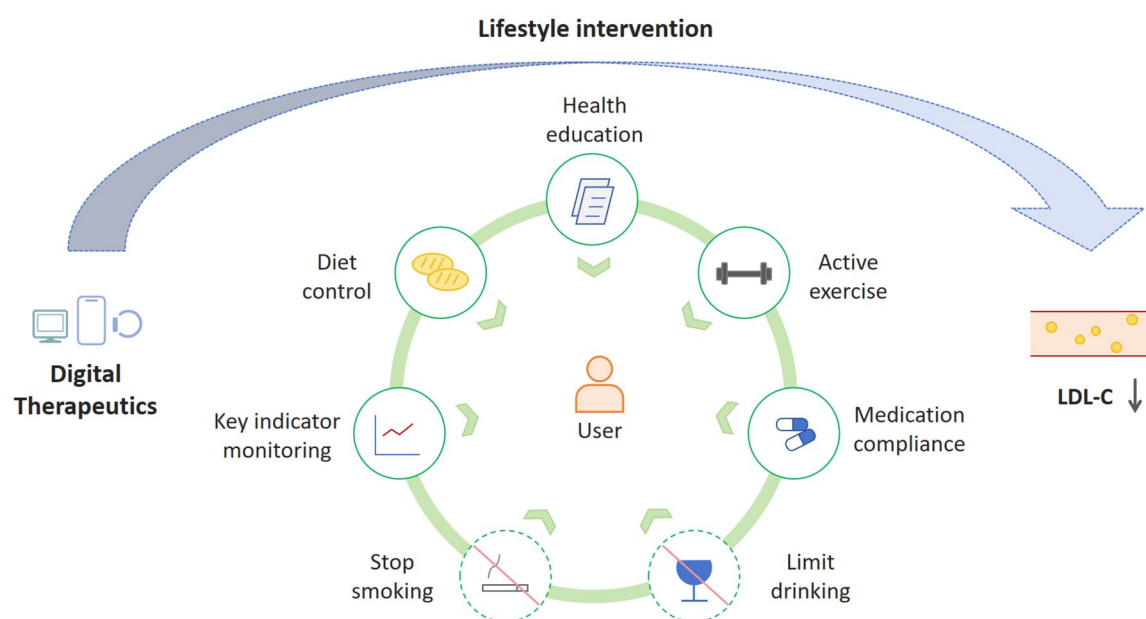 Lifestyle intervention
Health
education
Diet
control
Active
exercise
Digital
Therapeutics
LDL-C ↓
Key indicator
monitoring
User
Medication
compliance
Stop
smoking
Limit
drinking